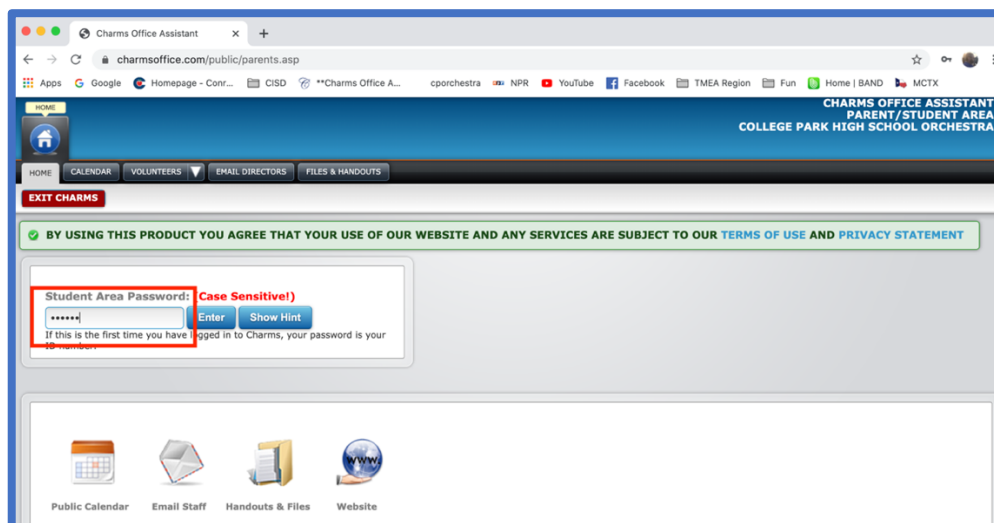 Charms Office Assistant
charmsoffice.com/public/parents.asp
Apps Google Homepage - Conr... CISD **Charms Office A... cporchestra NPR YouTube Facebook TMEA Region Fun Home | BAND MCTX
HOME
CHARMS OFFICE ASSISTANT
PARENT/STUDENT AREA
COLLEGE PARK HIGH SCHOOL ORCHESTRA
HOME CALENDAR VOLUNTEERS EMAIL DIRECTORS FILES & HANDOUTS
EXIT CHARMS
BY USING THIS PRODUCT YOU AGREE THAT YOUR USE OF OUR WEBSITE AND ANY SERVICES ARE SUBJECT TO OUR TERMS OF USE AND PRIVACY STATEMENT
Student Area Password: (Case Sensitive!)
•••••• Enter Show Hint
If this is the first time you have logged in to Charms, your password is your
ID number.
www.
Public Calendar Email Staff Handouts & Files Website